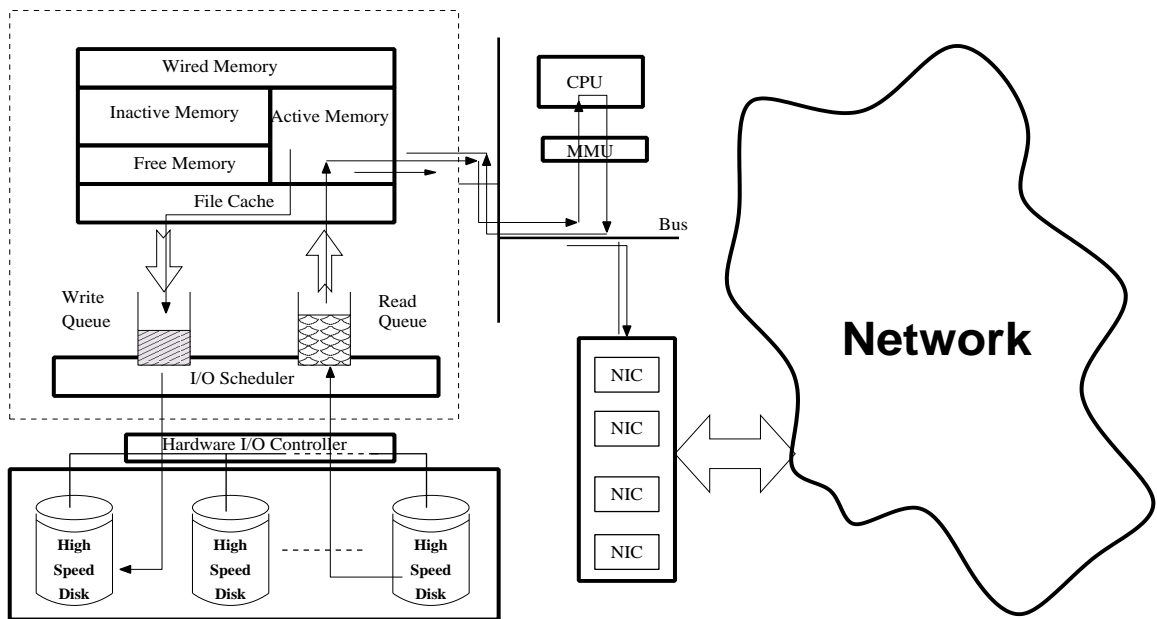 Wired Memory
Inactive Memory
Active Memory
Free Memory
File Cache
Write
Queue
Read
Queue
I/O Scheduler
Hardware I/O Controller
High
Speed
Disk
High
Speed
Disk
High
Speed
Disk
CPU
MMU
Bus
NIC
NIC
NIC
NIC
Network